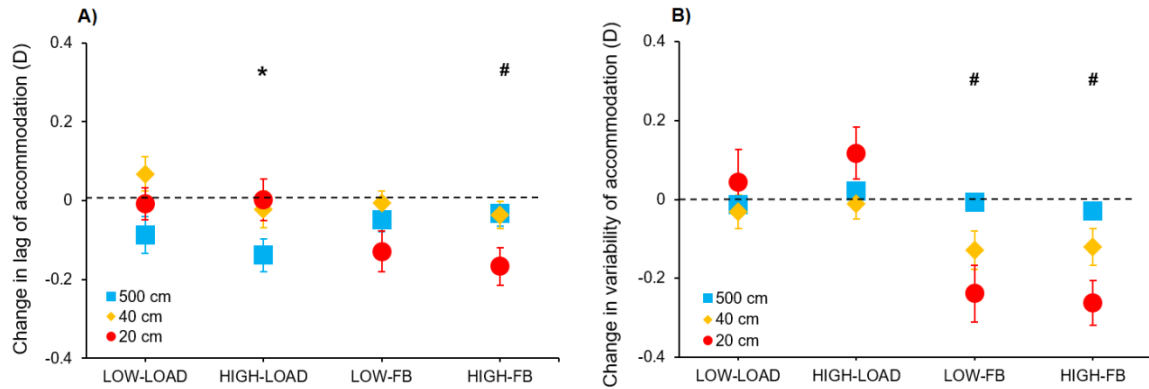 A)
Change in lag of accommodation (D)
0.4
0.2
0
-0.2
-0.4
*
#
500 cm
40 cm
20 cm
LOW-LOAD
HIGH-LOAD
LOW-FB
HIGH-FB
B)
Change in variability of accommodation (D)
0.4
0.2
0
-0.2
-0.4
#
#
500 cm
40 cm
20 cm
LOW-LOAD
HIGH-LOAD
LOW-FB
HIGH-FB